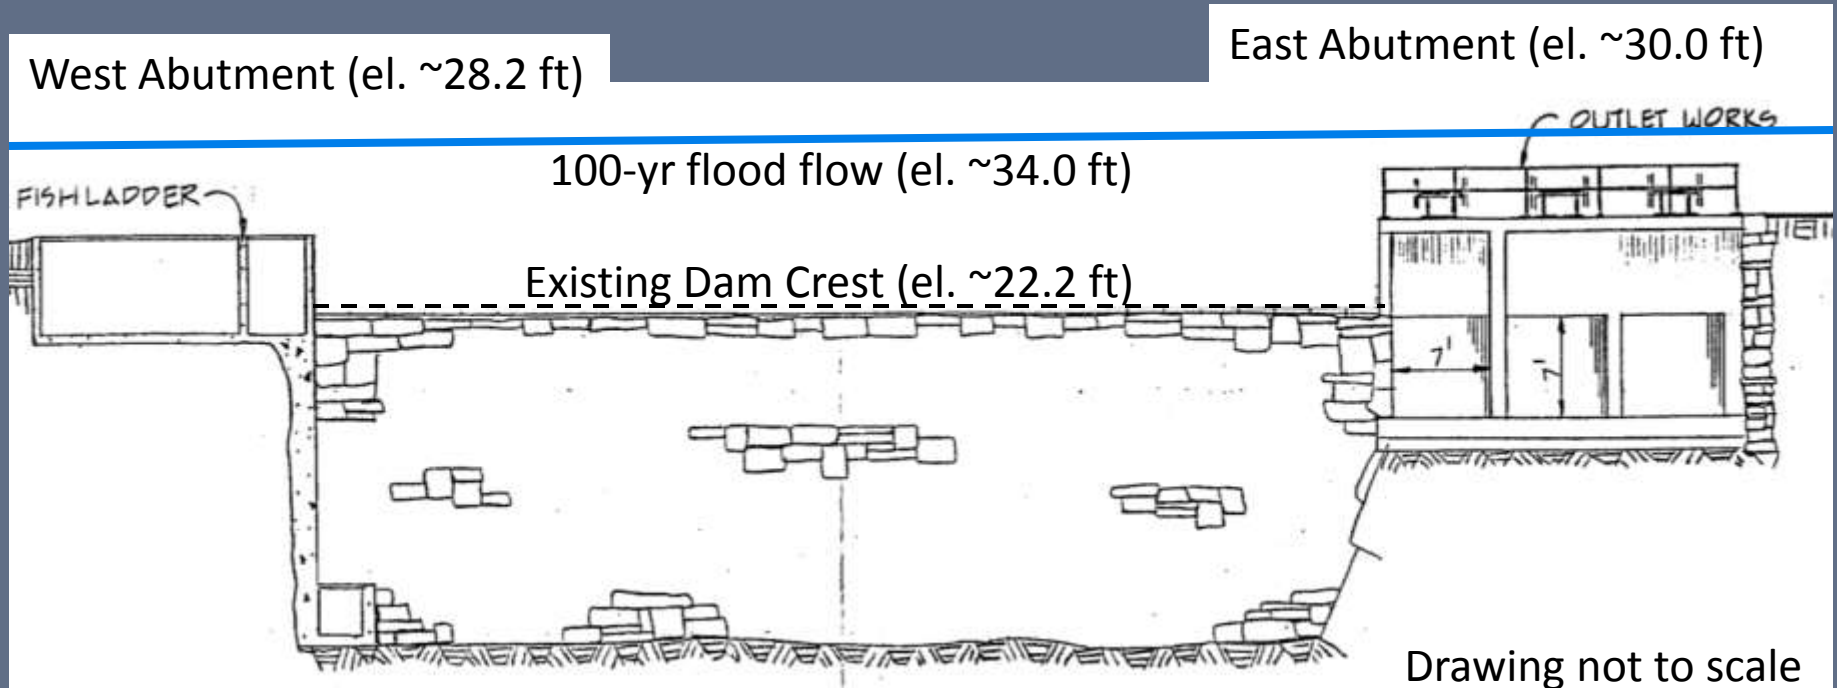 West Abutment (el. ~28.2 ft)
East Abutment (el. ~30.0 ft)
OUTLET WORKS
100-yr flood flow (el. ~34.0 ft)
FISHLADDER
Existing Dam Crest (el. ~22.2 ft)
7'
7'
Drawing not to scale